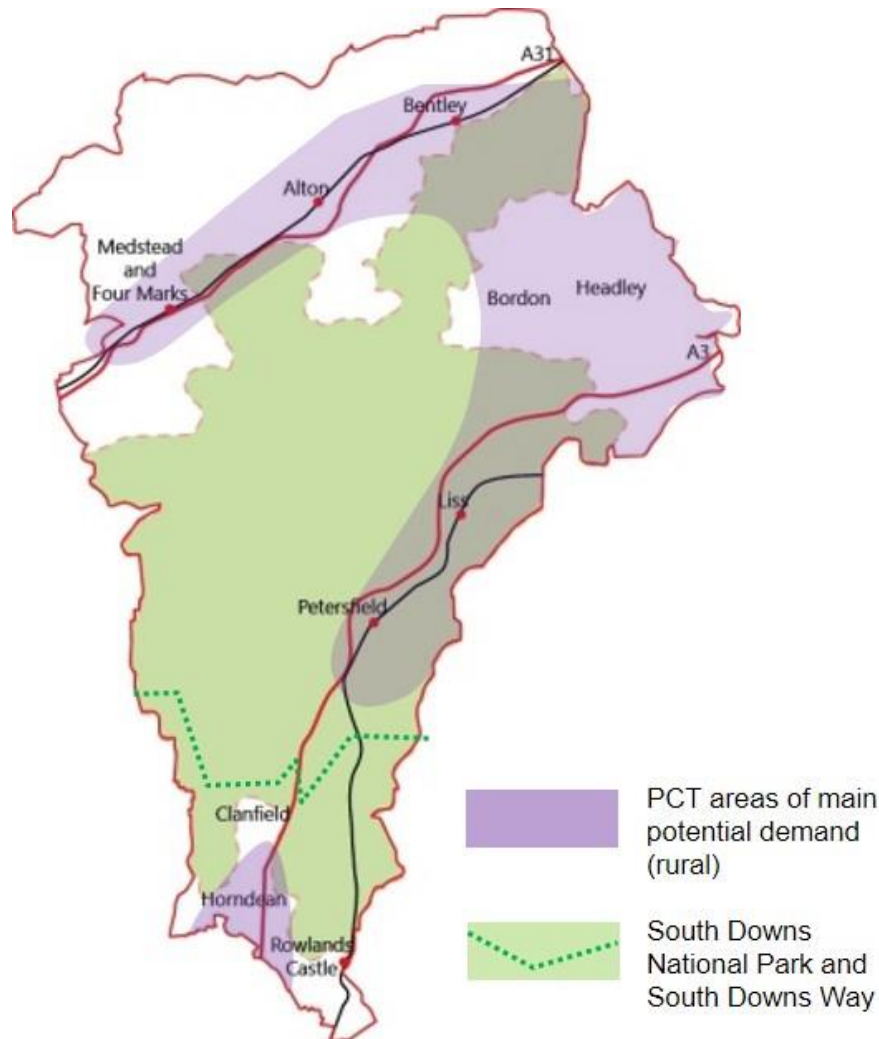 A31
Bentley
Alton
Medstead
and
Four Marks
Bordon
Headley
A3
Liss
Petersfield
Clanfield
Horndean
Rowlands
Castle
PCT areas of main
potential demand
(rural)
South Downs
National Park and
South Downs Way